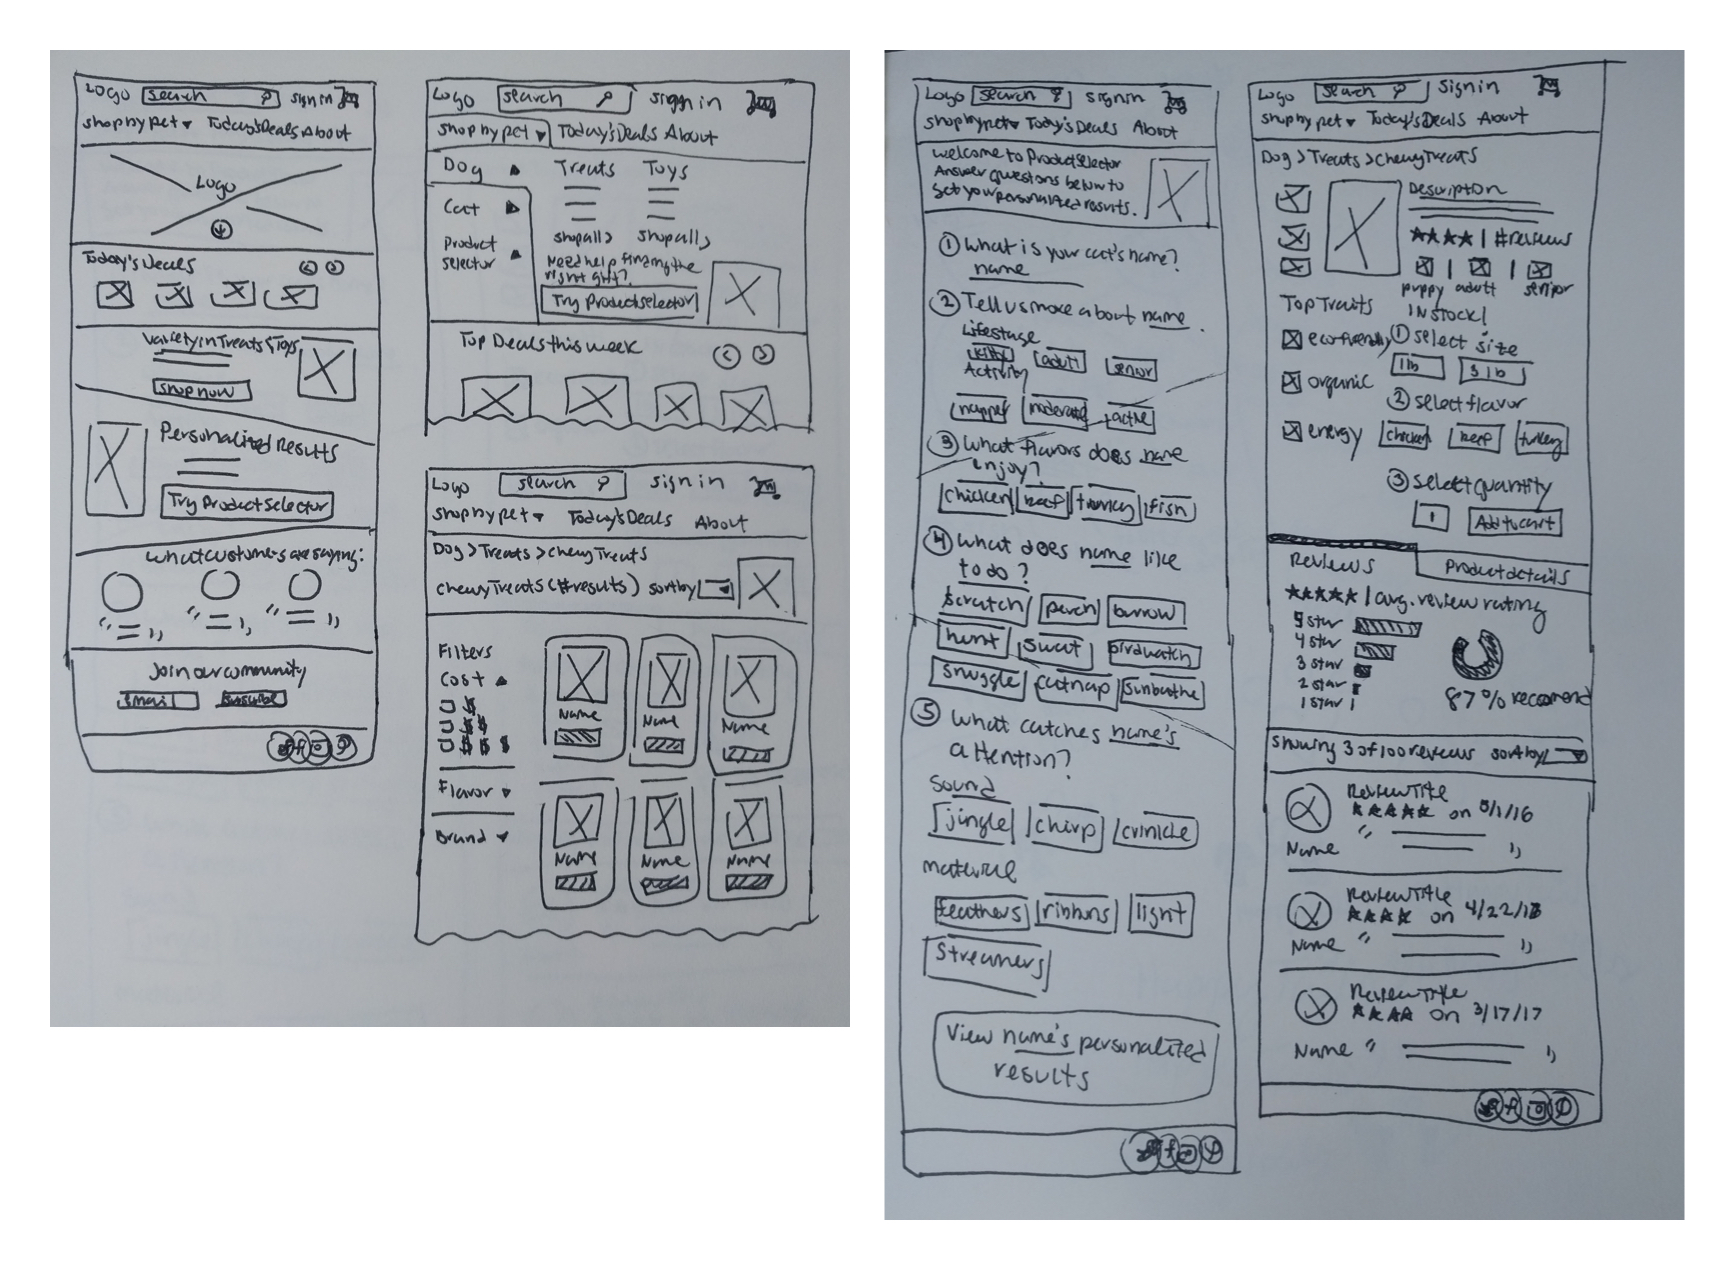 Logo search sign in
shop by pet Today's Deals About
Logo
Today's Deals
Variety in Treats & Toys
shop now
Personalized Results
Try Product Selector
What customers are saying:
" "
" "
" "
Join our community
Email subscribe
Logo search sign in
shop by pet Today's Deals About
Dog Treats Toys
Cat
shop all > shop all >
Product
selector
Need help finding the
right gift?
Try Product Selector
Top Deals this week
< >
Logo search sign in
shop by pet Today's Deals About
Dog > Treats > chewy Treats
chewy Treats (# results) sort by
Filters
Cost
$
$$
$$$
Flavor
Brand
Name Name Name
Name Name Name
Logo search sign in
shop by pet Today's Deals About
Welcome to Product Selector
Answer questions below to
get your personalized results.
① What is your cat's name?
name
② Tell us more about name.
Lifestage
kitty adult senior
Activity
napper moderate active
③ What flavors does name
enjoy?
chicken beef turkey fish
④ What does name like
to do?
scratch perch burrow
hunt swat birdwatch
snuggle catnap sunbathe
⑤ What catches name's
attention?
sound
jingle chirp crinkle
material
feathers ribbons light
streamers
View name's personalized
results
Logo search sign in
shop by pet Today's Deals About
Dog > Treats > chewy Treats
Description
★★★★ | # reviews
puppy | adult | senior
Top Traits
IN STOCK!
eco friendly
① select size
1 lb 3 lb
organic
② select flavor
energy
chicken beef turkey
③ select quantity
1 Add to cart
Reviews Product details
★★★★★ | avg. review rating
5 star
4 star
3 star
2 star
1 star
87% recomend
Showing 3 of 100 reviews sort by
Review Title
★★★★★ on 5/1/16
Name " "
Review Title
★★★★ on
Name " "
Review Title
★★★★ on 3/17/17
Name " "